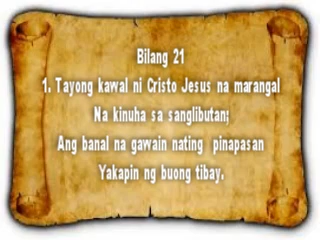 Bilang 21
1. Tayong kawal ni Cristo Jesus na marangal
Na kinuha sa sanglibutan;
Ang banal na gawain nating pinapasan
Yakapin ng buong tibay.